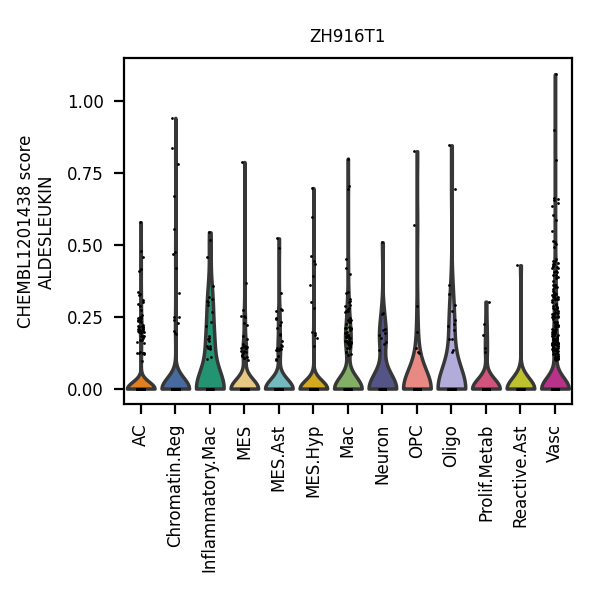 ZH916T1
CHEMBL1201438 score
ALDESLEUKIN
1.00
0.75
0.50
0.25
0.00
AC
Chromatin.Reg
Inflammatory.Mac
MES
MES.Ast
MES.Hyp
Mac
Neuron
OPC
Oligo
Prolif.Metab
Reactive.Ast
Vasc